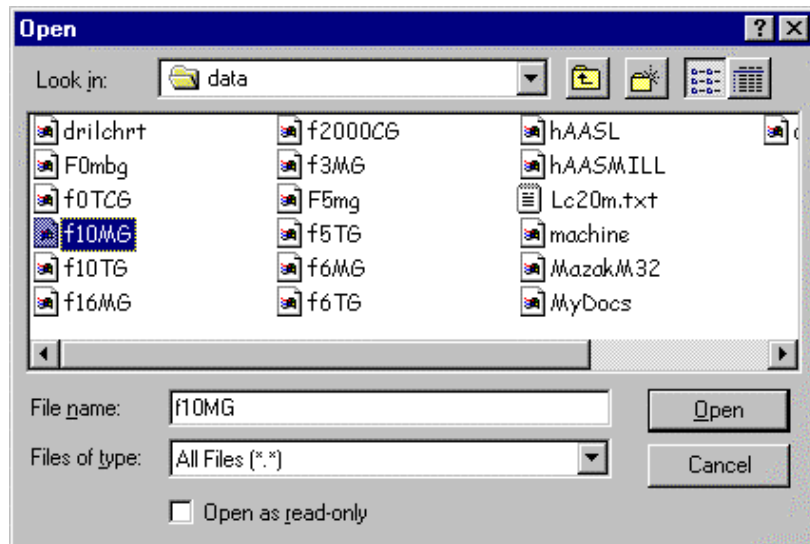 Open
Look in: data
drilchrt f2000CG hAASL
F0mbg f3MG hAASMILL
f0TCG F5mg Lc20m.txt
f10MG f5TG machine
f10TG f6MG MazakM32
f16MG f6TG MyDocs
File name: f10MG Open
Files of type: All Files (*.*) Cancel
Open as read-only